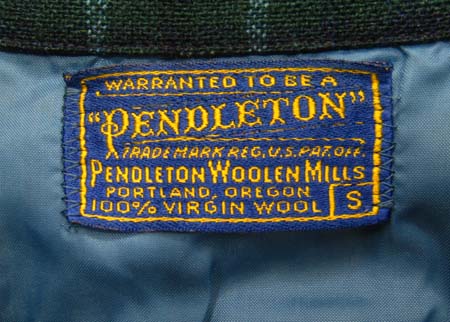 WARRANTED TO BE A
"PENDLETON"
TRADE MARK REG. U.S. PAT. OFF.
PENDLETON WOOLEN MILLS
PORTLAND, OREGON
100% VIRGIN WOOL S